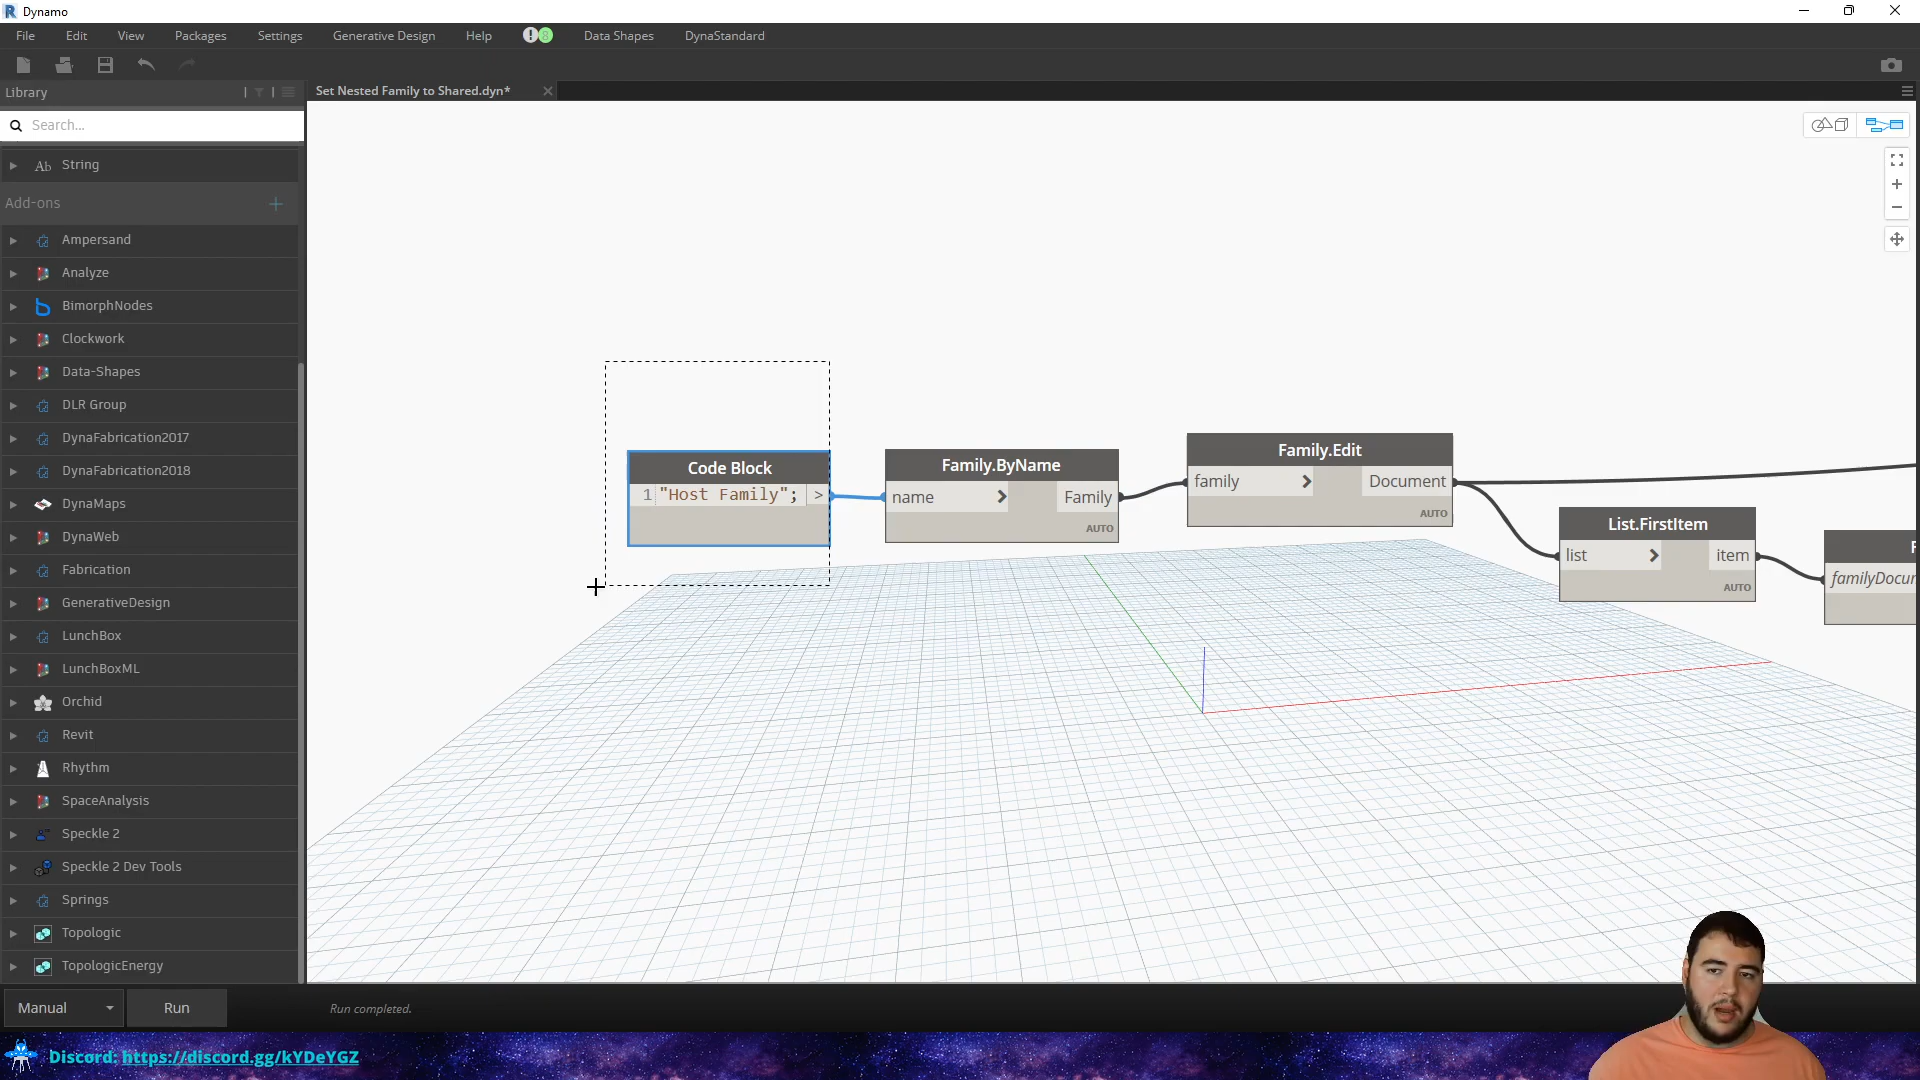 Dynamo
File Edit View Packages Settings Generative Design Help Data Shapes DynaStandard
Library
Set Nested Family to Shared.dyn*
Search...
String
Add-ons
Ampersand
Analyze
BimorphNodes
Clockwork
Data-Shapes
DLR Group
DynaFabrication2017
DynaFabrication2018
DynaMaps
DynaWeb
Fabrication
GenerativeDesign
LunchBox
LunchBoxML
Orchid
Revit
Rhythm
SpaceAnalysis
Speckle 2
Speckle 2 Dev Tools
Springs
Topologic
TopologicEnergy
Code Block
1 "Host Family"; >
Family.ByName
name Family
AUTO
Family.Edit
family Document
AUTO
List.FirstItem
list item
AUTO
familyDocur
Manual Run Run completed.
Discord: https://discord.gg/kYDeYGZ